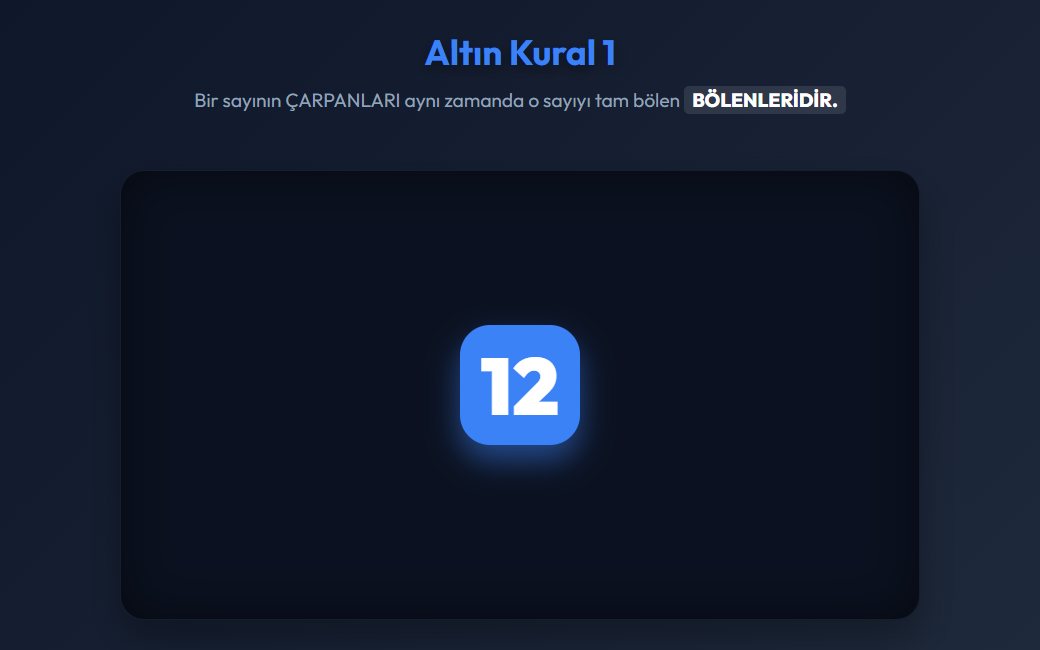 Altın Kural 1
Bir sayının ÇARPANLARI aynı zamanda o sayıyı tam bölen BÖLENLERİDİR.
12